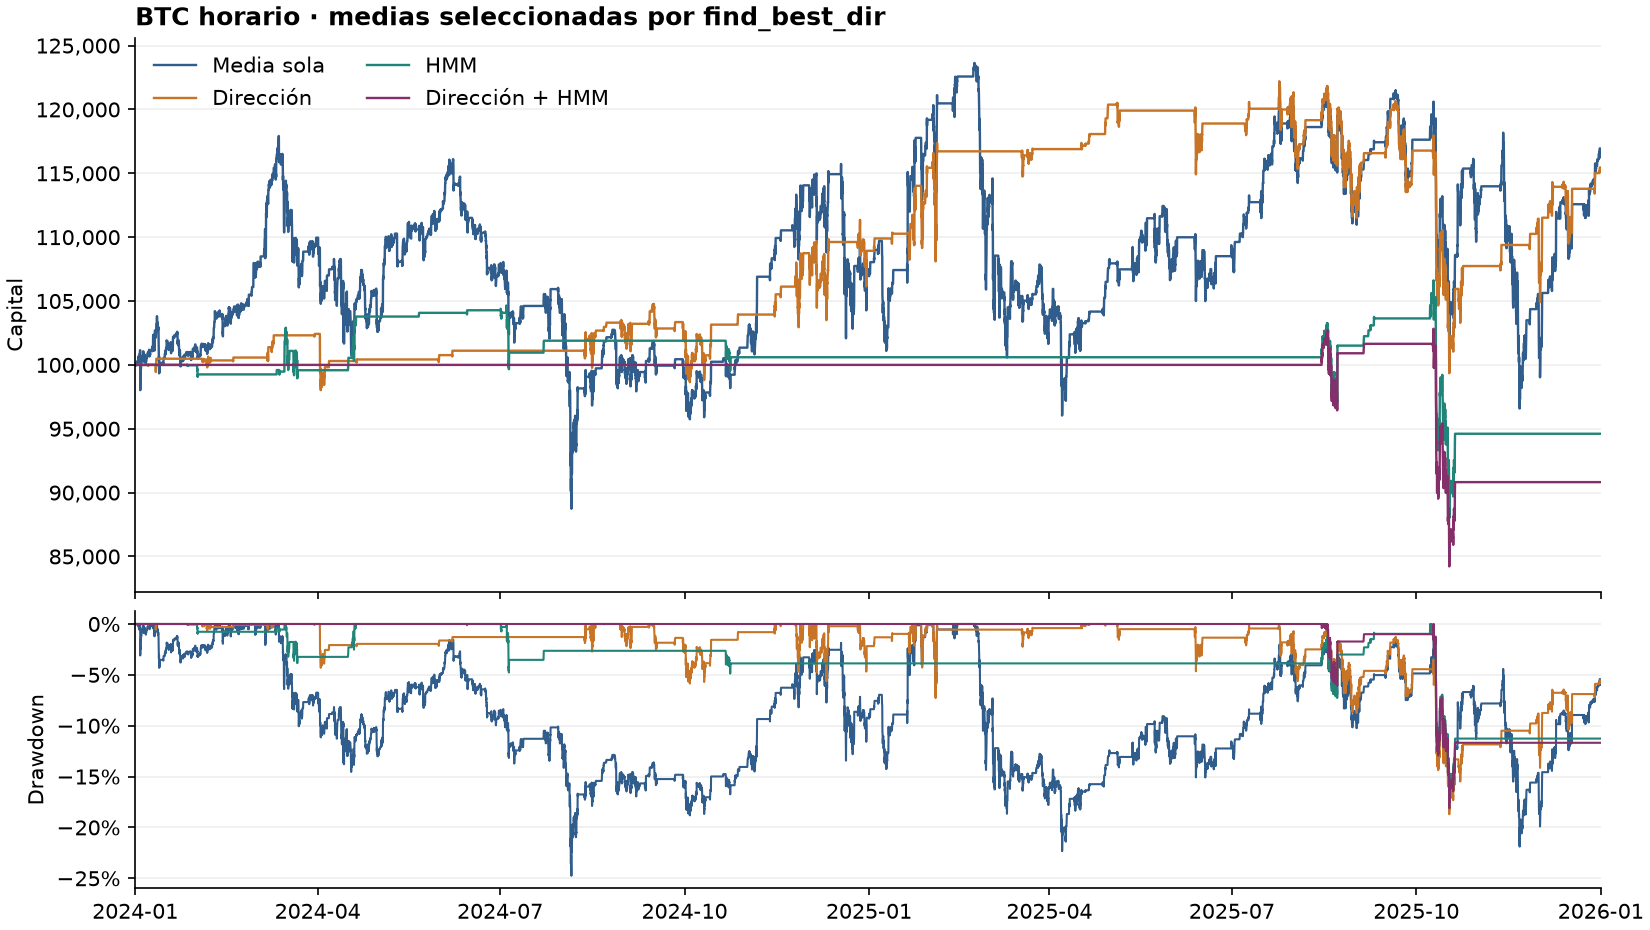 BTC horario · medias seleccionadas por find_best_dir
Media sola
HMM
Dirección
Dirección + HMM
Capital
125,000
120,000
115,000
110,000
105,000
100,000
95,000
90,000
85,000
Drawdown
0%
−5%
−10%
−15%
−20%
−25%
2024-01 2024-04 2024-07 2024-10 2025-01 2025-04 2025-07 2025-10 2026-01